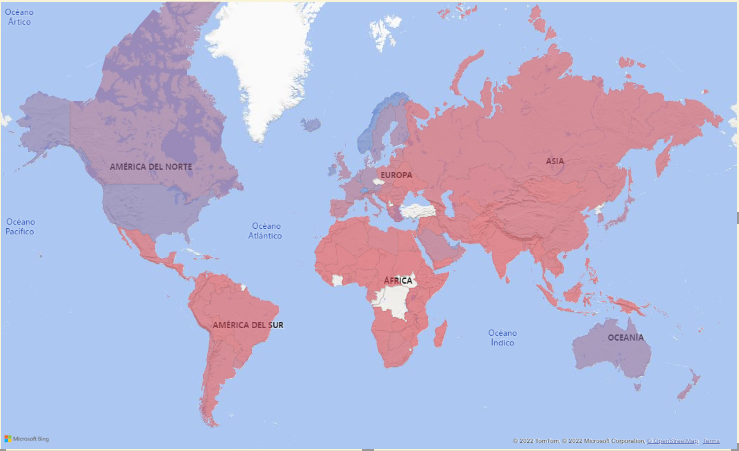 Océano
Ártico
AMÉRICA DEL NORTE
EUROPA
ASIA
Océano
Pacífico
Océano
Atlántico
ÁFRICA
AMÉRICA DEL SUR
Océano
Índico
OCEANÍA
Microsoft Bing
© 2022 TomTom, © 2022 Microsoft Corporation, © OpenStreetMap Terms